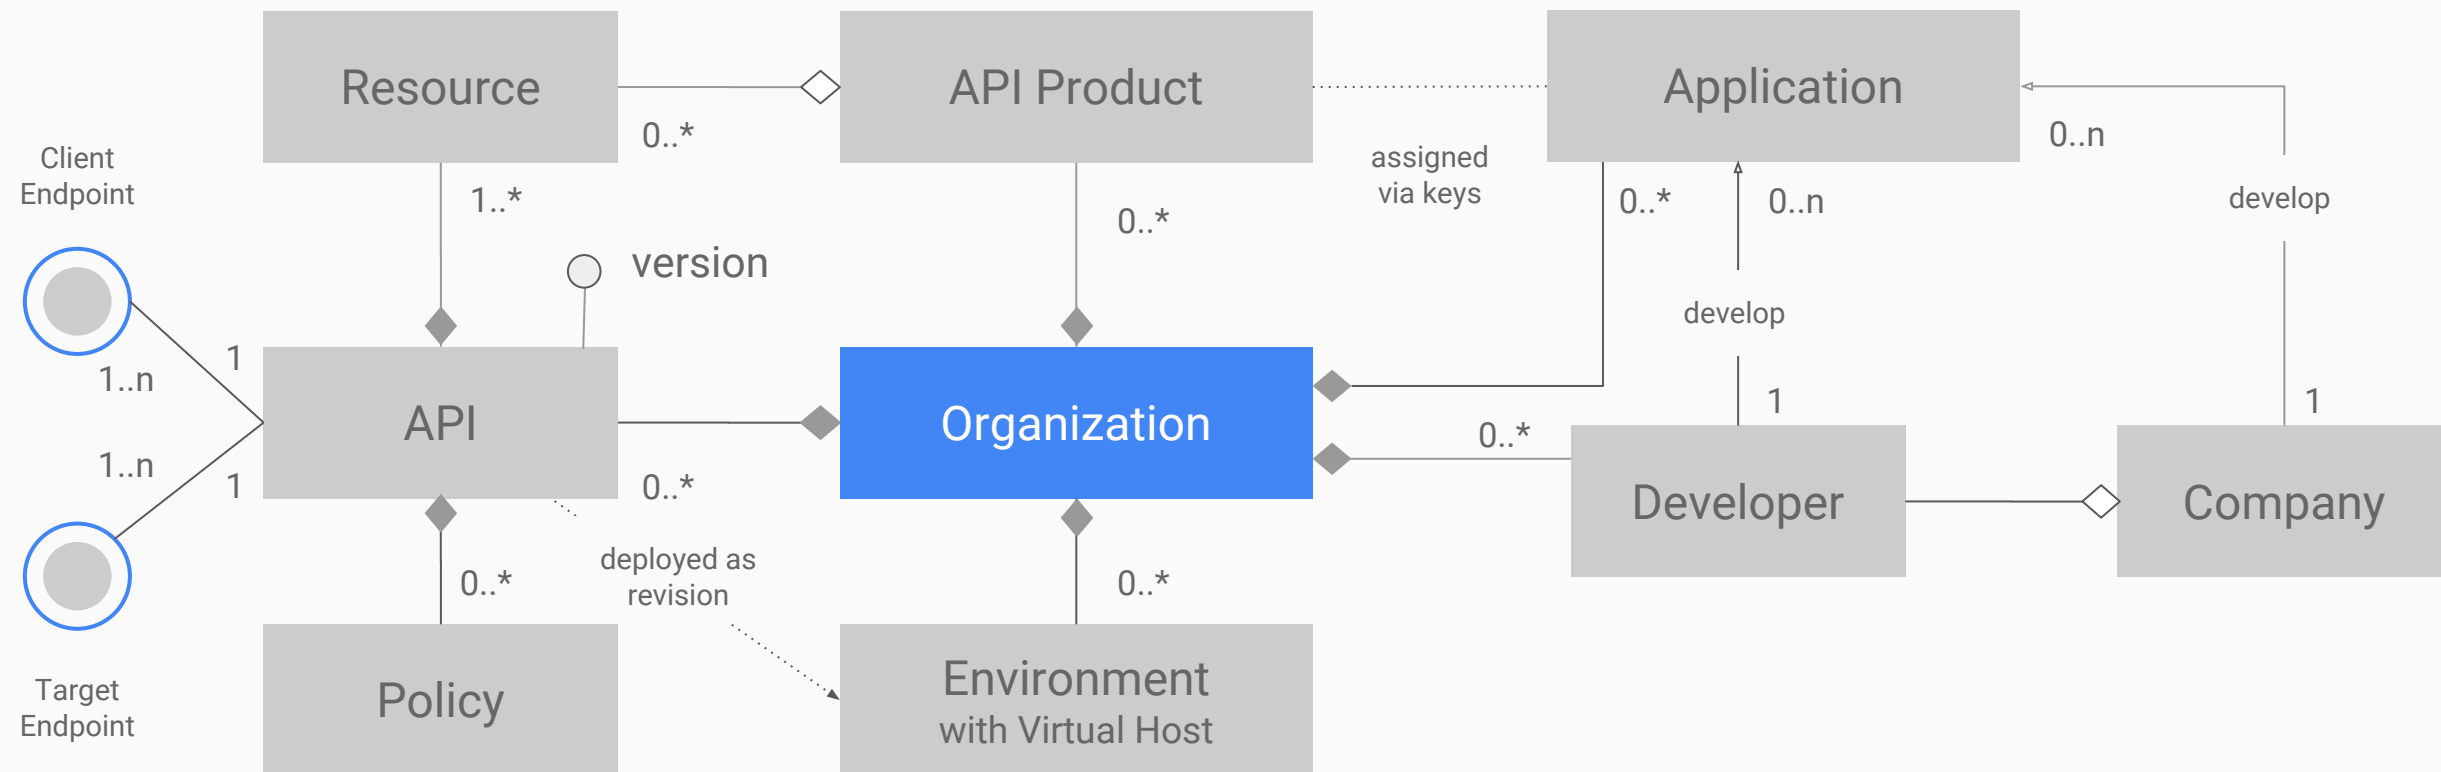 Resource
API Product
Application
0..*
0..n
Client
Endpoint
assigned
via keys
1..*
0..*
0..*
0..n
develop
version
develop
1
1..n
1
1
API
Organization
0..*
1..n
1
0..*
Developer
Company
deployed as
revision
0..*
0..*
Environment
with Virtual Host
Policy
Target
Endpoint